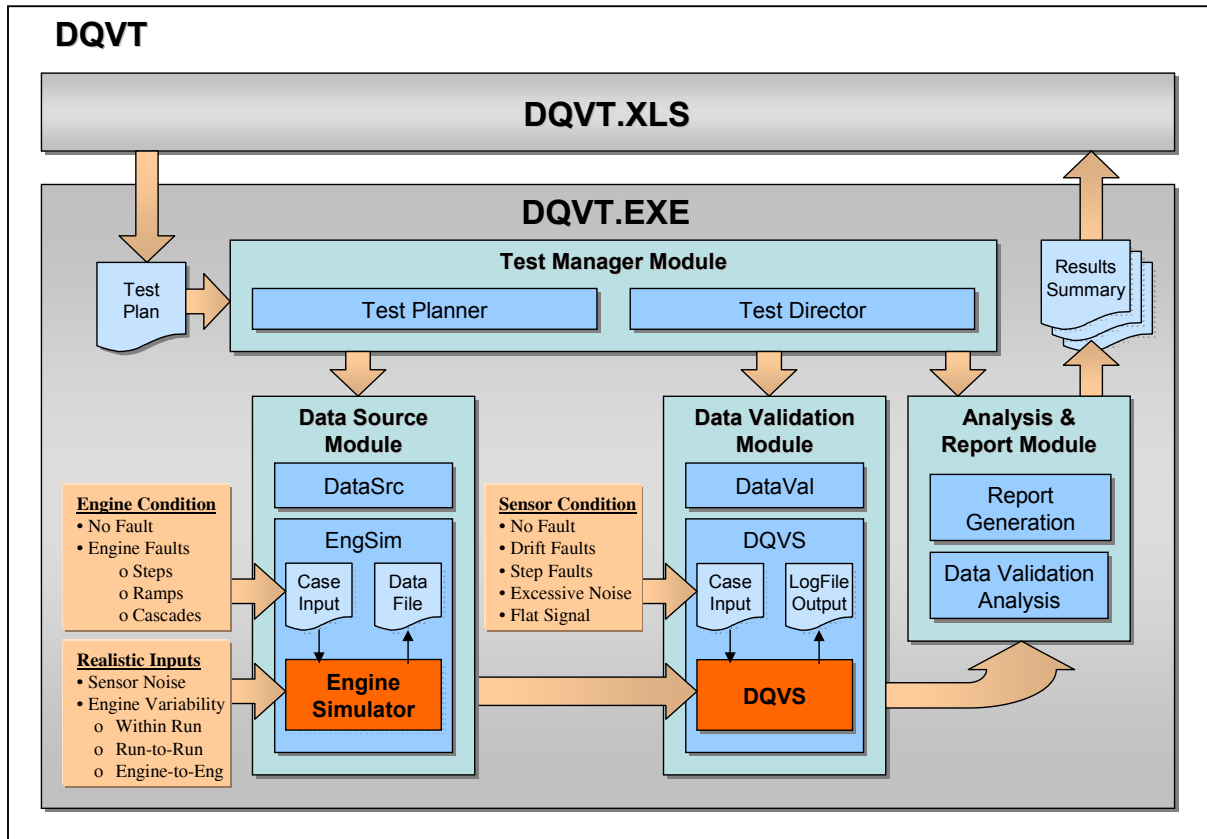 DQVT
DQVT.XLS
DQVT.EXE
Test
Plan
Test Manager Module
Test Planner
Test Director
Results
Summary
Data Source
Module
DataSrc
EngSim
Case
Input
Data
File
Engine
Simulator
Engine Condition
• No Fault
• Engine Faults
o Steps
o Ramps
o Cascades
Realistic Inputs
• Sensor Noise
• Engine Variability
o Within Run
o Run-to-Run
o Engine-to-Eng
Data Validation
Module
DataVal
DQVS
Case
Input
LogFile
Output
DQVS
Sensor Condition
• No Fault
• Drift Faults
• Step Faults
• Excessive Noise
• Flat Signal
Analysis &
Report Module
Report
Generation
Data Validation
Analysis